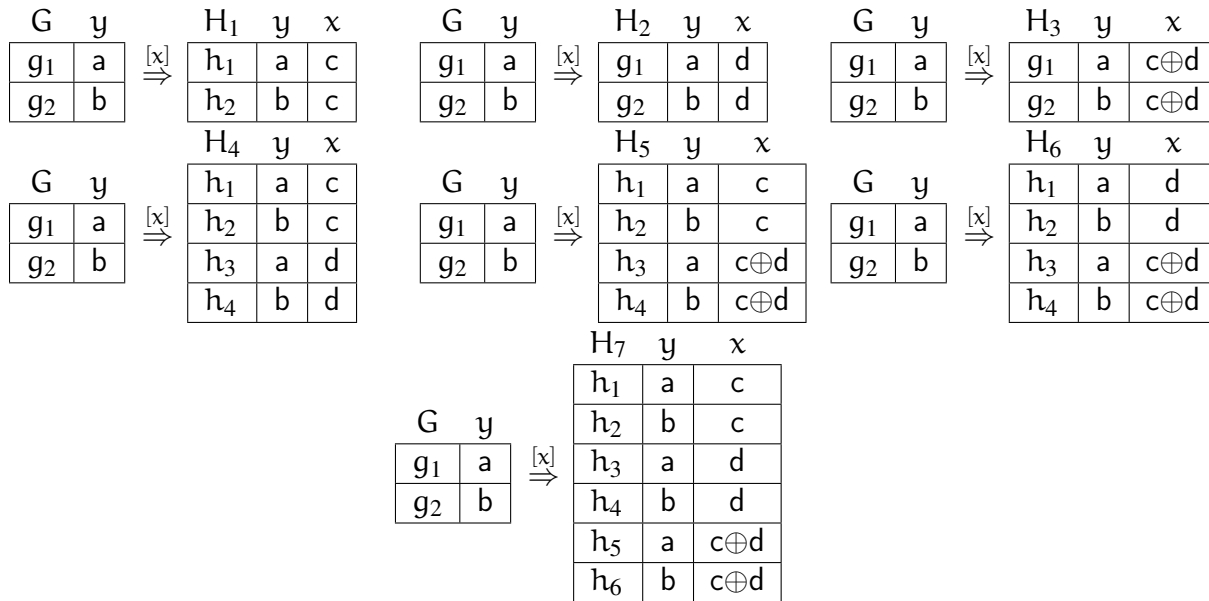 G y [x] ⇒ H₁ y x G y [x] ⇒ H₂ y x G y [x] ⇒ H₃ y x
g₁ a h₁ a c g₁ a g₁ a d g₁ a g₁ a c⊕d
g₂ b h₂ b c g₂ b g₂ b d g₂ b g₂ b c⊕d
H₄ y x H₅ y x H₆ y x
G y h₁ a c G y h₁ a c G y h₁ a d
g₁ a [x] ⇒ h₂ b c g₁ a [x] ⇒ h₂ b c g₁ a [x] ⇒ h₂ b d
g₂ b h₃ a d g₂ b h₃ a c⊕d g₂ b h₃ a c⊕d
h₄ b d h₄ b c⊕d h₄ b c⊕d
H₇ y x
h₁ a c
G y h₂ b c
g₁ a [x] ⇒ h₃ a d
g₂ b h₄ b d
h₅ a c⊕d
h₆ b c⊕d